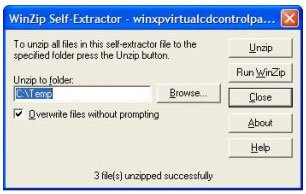 WinZip Self-Extractor - winxpvirtualcdcontrolpa...
To unzip all files in this self-extractor file to the
specified folder press the Unzip button.
Unzip to folder:
C:\Temp
Browse...
Overwrite files without prompting
Unzip
Run WinZip
Close
About
Help
3 file(s) unzipped successfully